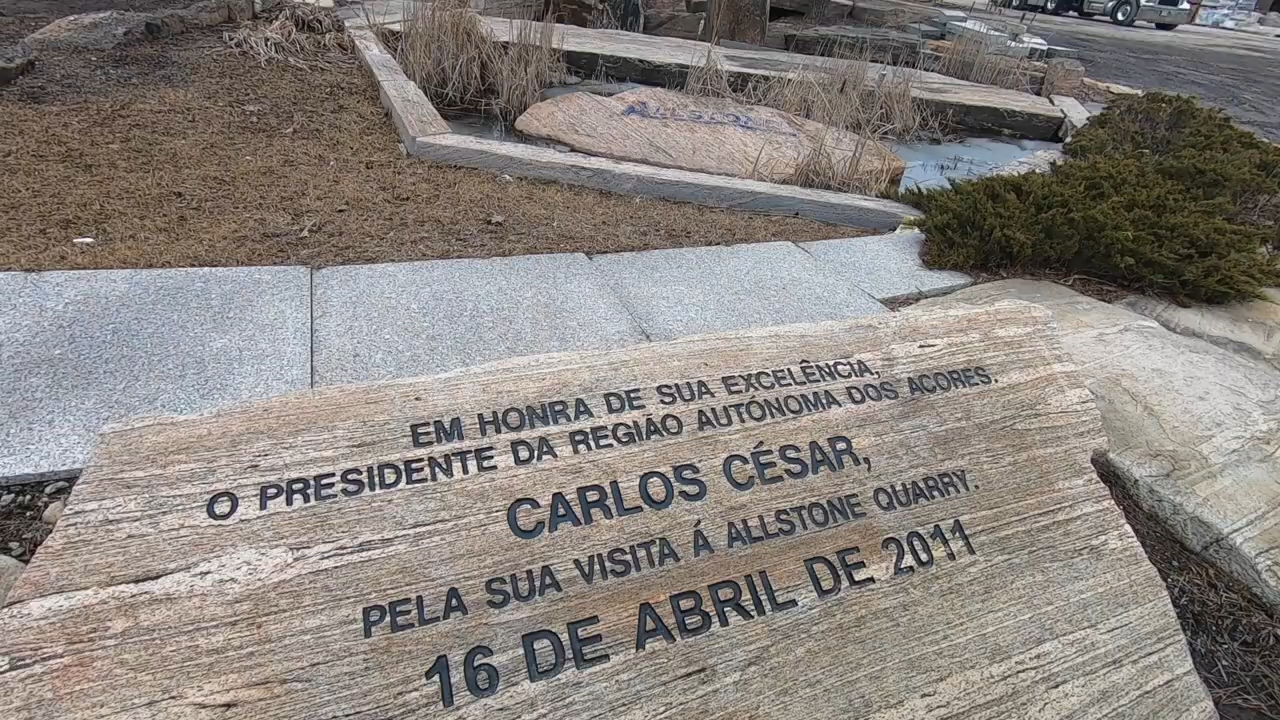 ALLSTONE
EM HONRA DE SUA EXCELÊNCIA,
O PRESIDENTE DA REGIÃO AUTÓNOMA DOS AÇORES.
CARLOS CÉSAR,
PELA SUA VISITA Á ALLSTONE QUARRY.
16 DE ABRIL DE 2011